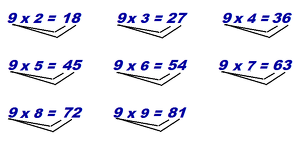 9 x 2 = 18 9 x 3 = 27 9 x 4 = 36
9 x 5 = 45 9 x 6 = 54 9 x 7 = 63
9 x 8 = 72 9 x 9 = 81